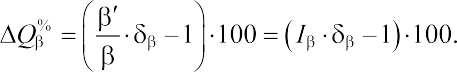 ΔQ_β^% = (β′/β · δ_β − 1) · 100 = (I_β · δ_β − 1) · 100.